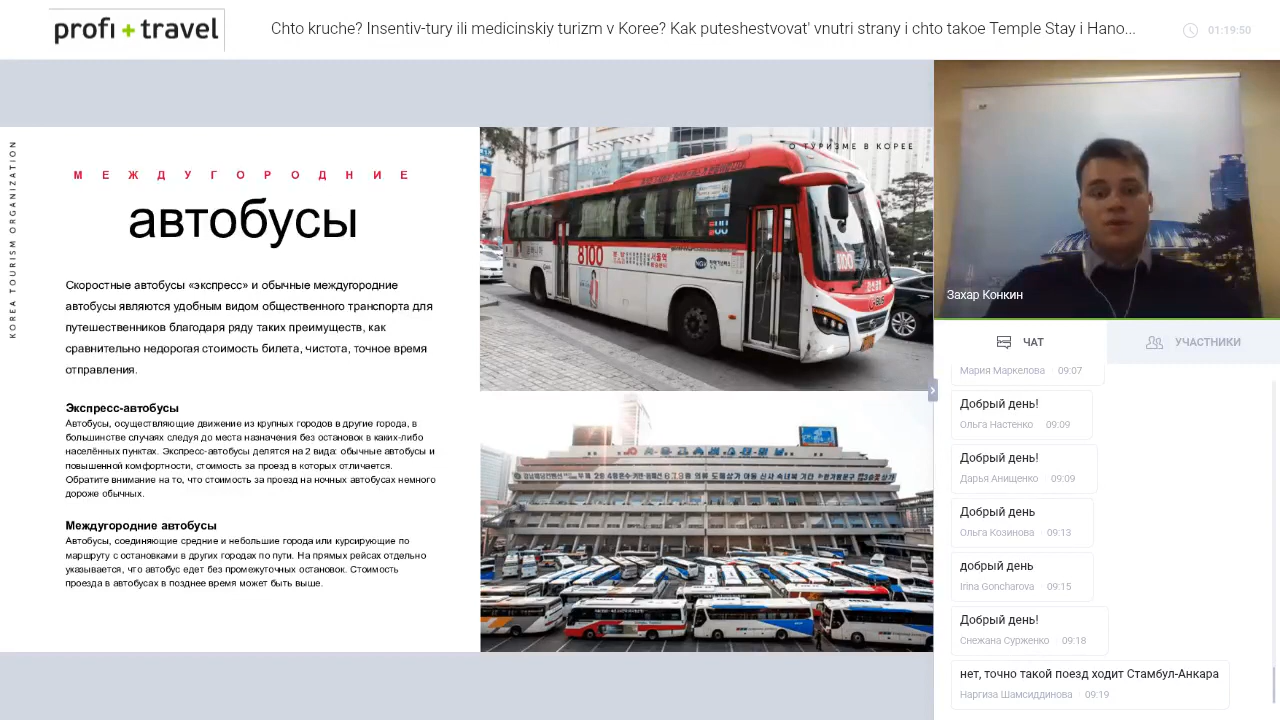 profi + travel
Chto kruche? Insentiv-tury ili medicinskiy turizm v Koree? Kak puteshestvovat' vnutri strany i chto takoe Temple Stay i Hano...
01:19:50
KOREA TOURISM ORGANIZATION
О ТУРИЗМЕ В КОРЕЕ
МЕЖДУГОРОДНИЕ
автобусы
Скоростные автобусы «экспресс» и обычные междугородние
автобусы являются удобным видом общественного транспорта для
путешественников благодаря ряду таких преимуществ, как
сравнительно недорогая стоимость билета, чистота, точное время
отправления.
Экспресс-автобусы
Автобусы, осуществляющие движение из крупных городов в другие города, в
большинстве случаях следуя до места назначения без остановок в каких-либо
населённых пунктах. Экспресс-автобусы делятся на 2 вида: обычные автобусы и
повышенной комфортности, стоимость за проезд в которых отличается.
Обратите внимание на то, что стоимость за проезд на ночных автобусах немного
дороже обычных.
Междугородние автобусы
Автобусы, соединяющие средние и небольшие города или курсирующие по
маршруту с остановками в других городах по пути. На прямых рейсах отдельно
указывается, что автобус едет без промежуточных остановок. Стоимость
проезда в автобусах в позднее время может быть выше.
8100
서울역
Захар Конкин
ЧАТ
УЧАСТНИКИ
Мария Маркелова · 09:07
Добрый день!
Ольга Настенко · 09:09
Добрый день!
Дарья Анищенко · 09:09
Добрый день
Ольга Козинова · 09:13
добрый день
Irina Goncharova · 09:15
Добрый день!
Снежана Сурженко · 09:18
нет, точно такой поезд ходит Стамбул-Анкара
Наргиза Шамсиддинова · 09:19